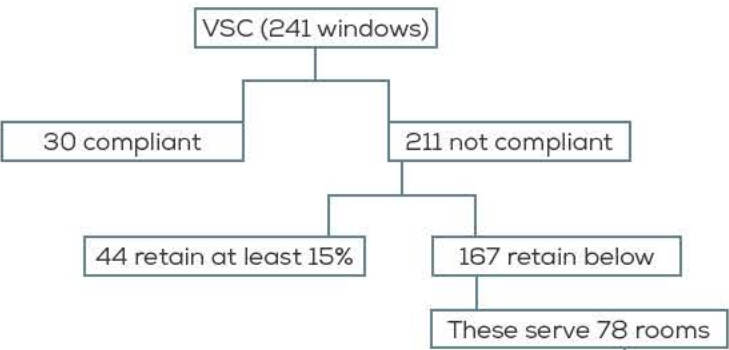 VSC (241 windows)
30 compliant
211 not compliant
44 retain at least 15%
167 retain below
These serve 78 rooms